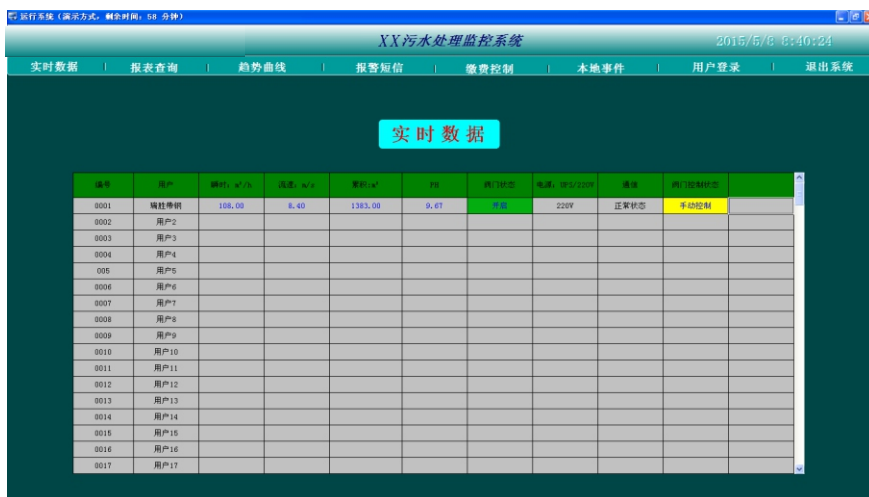 运行系统（演示方式，剩余时间：58 分钟）
XX污水处理监控系统 2015/5/8 8:40:24
实时数据 | 报表查询 | 趋势曲线 | 报警短信 | 缴费控制 | 本地事件 | 用户登录 | 退出系统
实时数据
编号 用户 瞬时：m³/h 流速：m/s 累积：m³ PH 阀门状态 电源：UPS/220V 通信 阀门控制状态
0001 瑞胜带钢 108.00 8.40 1383.00 9.67 开启 220V 正常状态 手动控制
0002 用户2
0003 用户3
0004 用户4
005 用户5
0006 用户6
0007 用户7
0008 用户8
0009 用户9
0010 用户10
0011 用户11
0012 用户12
0013 用户13
0014 用户14
0015 用户15
0016 用户16
0017 用户17